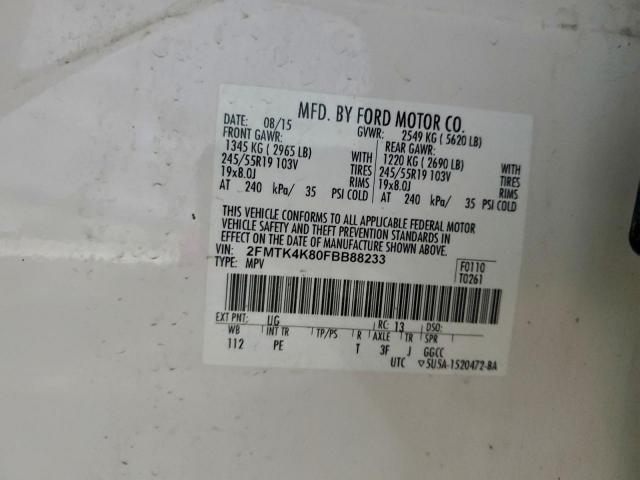 MFD. BY FORD MOTOR CO.
DATE: 08/15 GVWR: 2549 KG (5620 LB)
FRONT GAWR: REAR GAWR:
1345 KG (2965 LB) WITH 1220 KG (2690 LB) WITH
245/55R19 103V TIRES 245/55R19 103V TIRES
19x8.0J RIMS 19x8.0J RIMS
AT 240 kPa/ 35 PSI COLD AT 240 kPa/ 35 PSI COLD
THIS VEHICLE CONFORMS TO ALL APPLICABLE FEDERAL MOTOR
VEHICLE SAFETY AND THEFT PREVENTION STANDARDS IN
EFFECT ON THE DATE OF MANUFACTURE SHOWN ABOVE.
VIN: 2FMTK4K80FBB88233 F0110
TYPE: MPV T0261
EXT PNT: UG RC: 13 DSO:
WB INT TR TP/PS R AXLE TR SPR
112 PE T 3F J GGCC
UTC ▽5U5A-1520472-BA